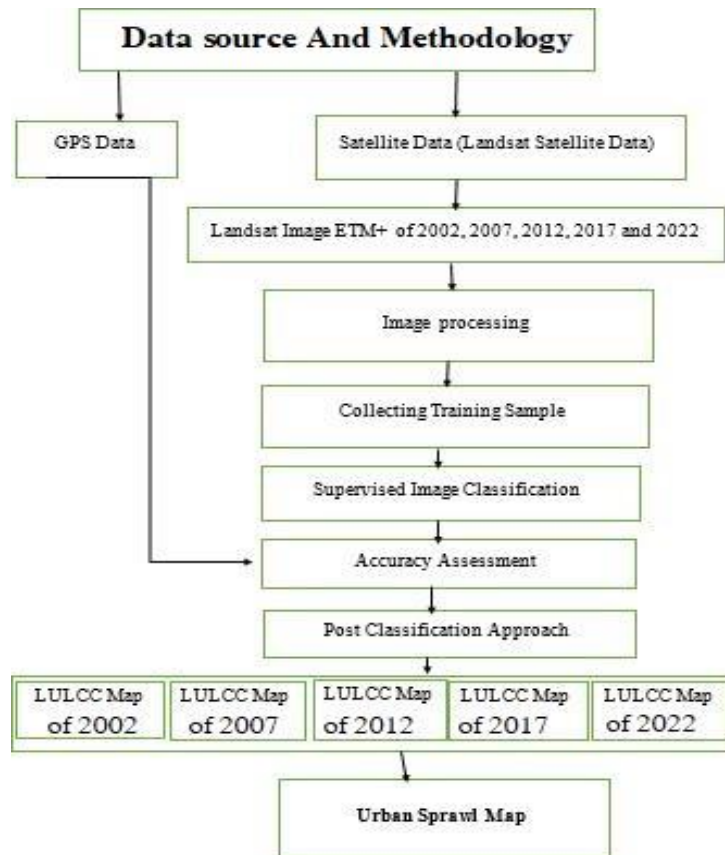 Data source And Methodology
GPS Data
Satellite Data (Landsat Satellite Data)
Landsat Image ETM+ of 2002, 2007, 2012, 2017 and 2022
Image processing
Collecting Training Sample
Supervised Image Classification
Accuracy Assessment
Post Classification Approach
LULCC Map
of 2002
LULCC Map
of 2007
LULCC Map
of 2012
LULCC Map
of 2017
LULCC Map
of 2022
Urban Sprawl Map